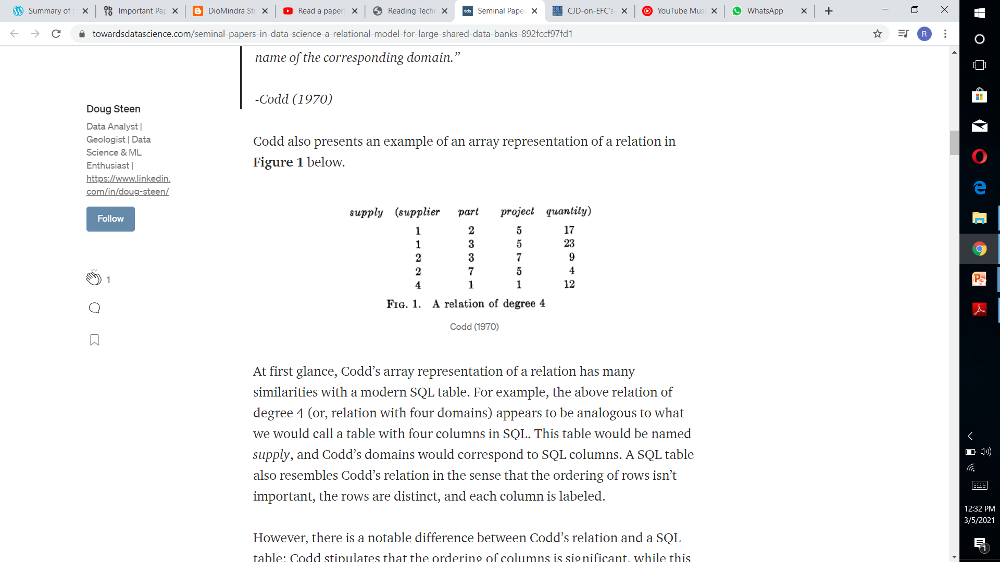 Summary of
Important Pap
DioMindra Stu
Read a paper:
Reading Techn
tds Seminal Pape
CJD-on-EFC's-
YouTube Musi
WhatsApp
towardsdatascience.com/seminal-papers-in-data-science-a-relational-model-for-large-shared-data-banks-892fccf97fd1
R
name of the corresponding domain.”
-Codd (1970)
Doug Steen
Data Analyst |
Geologist | Data
Science & ML
Enthusiast |
https://www.linkedin.
com/in/doug-steen/
Follow
1
Codd also presents an example of an array representation of a relation in
Figure 1 below.
supply (supplier part project quantity)
1 2 5 17
1 3 5 23
2 3 7 9
2 7 5 4
4 1 1 12
FIG. 1. A relation of degree 4
Codd (1970)
At first glance, Codd’s array representation of a relation has many
similarities with a modern SQL table. For example, the above relation of
degree 4 (or, relation with four domains) appears to be analogous to what
we would call a table with four columns in SQL. This table would be named
supply, and Codd’s domains would correspond to SQL columns. A SQL table
also resembles Codd’s relation in the sense that the ordering of rows isn’t
important, the rows are distinct, and each column is labeled.
However, there is a notable difference between Codd’s relation and a SQL
table: Codd stipulates that the ordering of columns is significant, while this
12:32 PM
3/5/2021
1